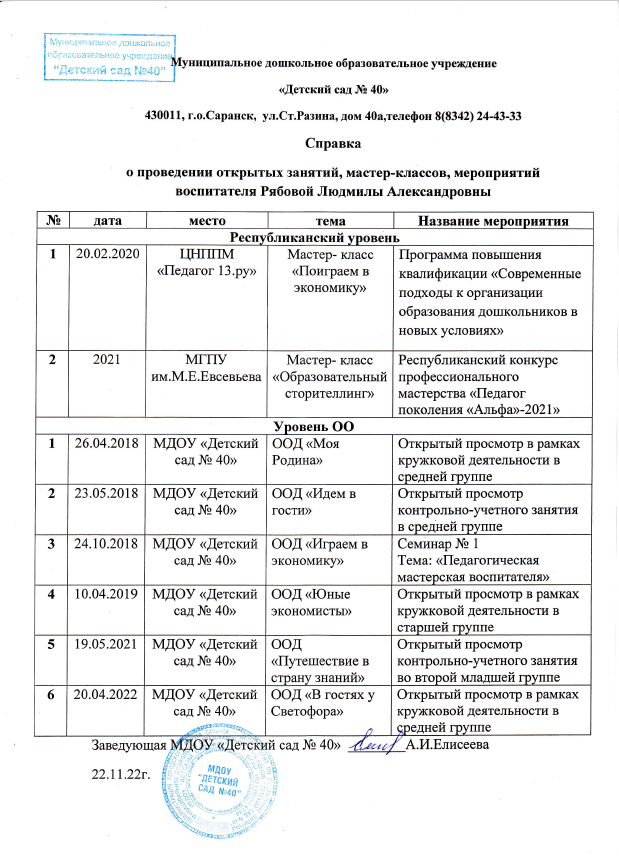 Муниципальное дошкольное
образовательное учреждение
"Детский сад №40"
Муниципальное дошкольное образовательное учреждение
«Детский сад № 40»
430011, г.о.Саранск, ул.Ст.Разина, дом 40а,телефон 8(8342) 24-43-33
Справка
о проведении открытых занятий, мастер-классов, мероприятий
воспитателя Рябовой Людмилы Александровны
№ дата место тема Название мероприятия
Республиканский уровень
1 20.02.2020 ЦНППМ Мастер- класс Программа повышения
«Педагог 13.ру» «Поиграем в квалификации «Современные
экономику» подходы к организации
образования дошкольников в
новых условиях»
2 2021 МГПУ Мастер- класс Республиканский конкурс
им.М.Е.Евсевьева «Образовательный профессионального
сторителлинг» мастерства «Педагог
поколения «Альфа»-2021»
Уровень ОО
1 26.04.2018 МДОУ «Детский ООД «Моя Открытый просмотр в рамках
сад № 40» Родина» кружковой деятельности в
средней группе
2 23.05.2018 МДОУ «Детский ООД «Идем в Открытый просмотр
сад № 40» гости» контрольно-учетного занятия
в средней группе
3 24.10.2018 МДОУ «Детский ООД «Играем в Семинар № 1
сад № 40» экономику» Тема: «Педагогическая
мастерская воспитателя»
4 10.04.2019 МДОУ «Детский ООД «Юные Открытый просмотр в рамках
сад № 40» экономисты» кружковой деятельности в
старшей группе
5 19.05.2021 МДОУ «Детский ООД Открытый просмотр
сад № 40» «Путешествие в контрольно-учетного занятия
страну знаний» во второй младшей группе
6 20.04.2022 МДОУ «Детский ООД «В гостях у Открытый просмотр в рамках
сад № 40» Светофора» кружковой деятельности в
средней группе
Заведующая МДОУ «Детский сад № 40» А.И.Елисеева
22.11.22г.
МДОУ
"ДЕТСКИЙ
САД №40"